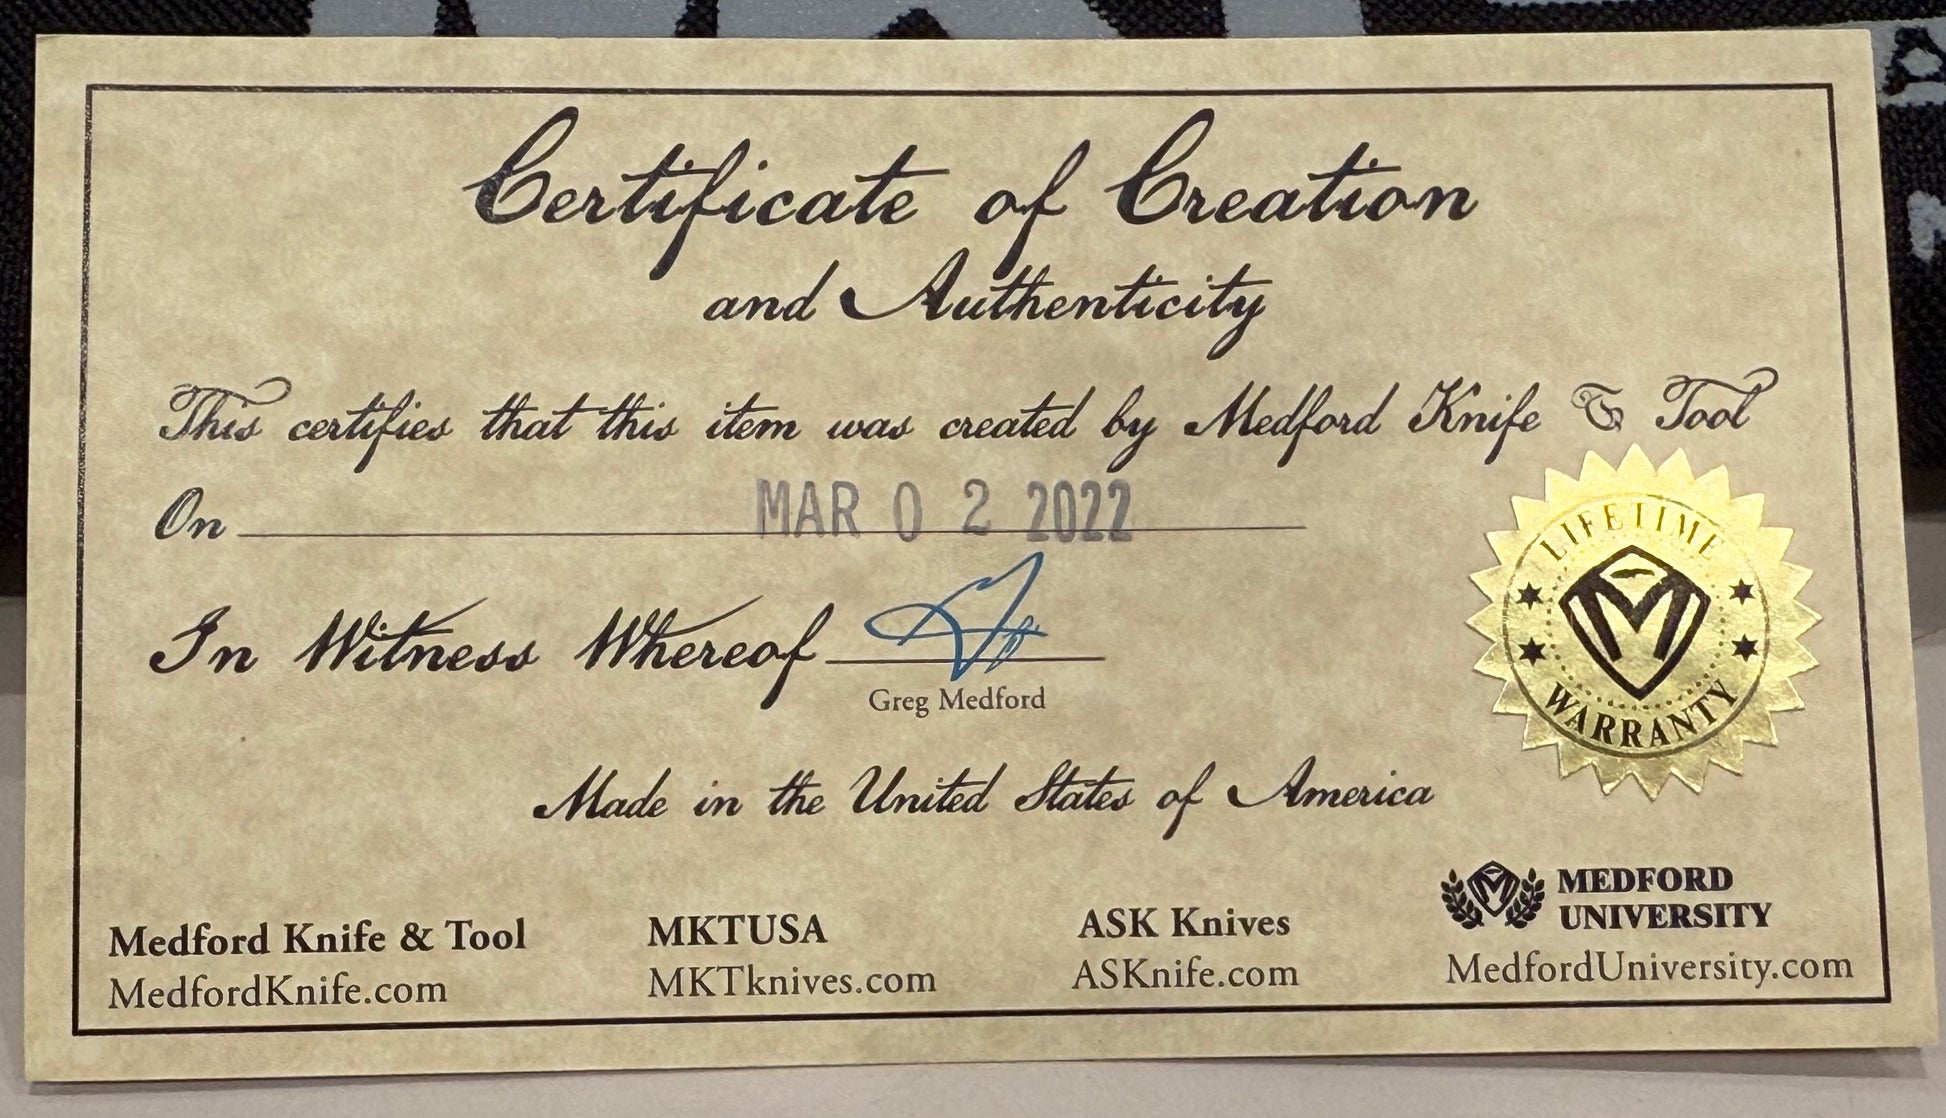 Certificate of Creation
and Authenticity
This certifies that this item was created by Medford Knife & Tool
On MAR 02 2022
In Witness Whereof
Greg Medford
LIFETIME
WARRANTY
Made in the United States of America
Medford Knife & Tool
MedfordKnife.com
MKTUSA
MKTknives.com
ASK Knives
ASKnife.com
MEDFORD
UNIVERSITY
MedfordUniversity.com